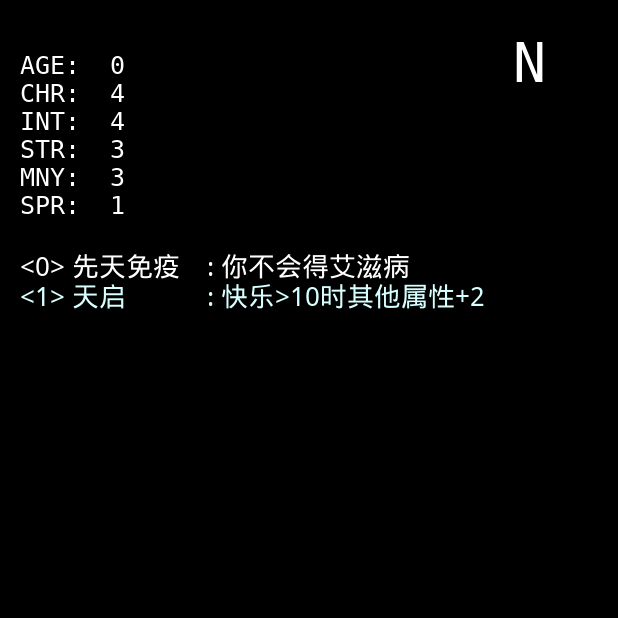 N
AGE: 0
CHR: 4
INT: 4
STR: 3
MNY: 3
SPR: 1
<0> 先天免疫 : 你不会得艾滋病
<1> 天启 : 快乐>10时其他属性+2